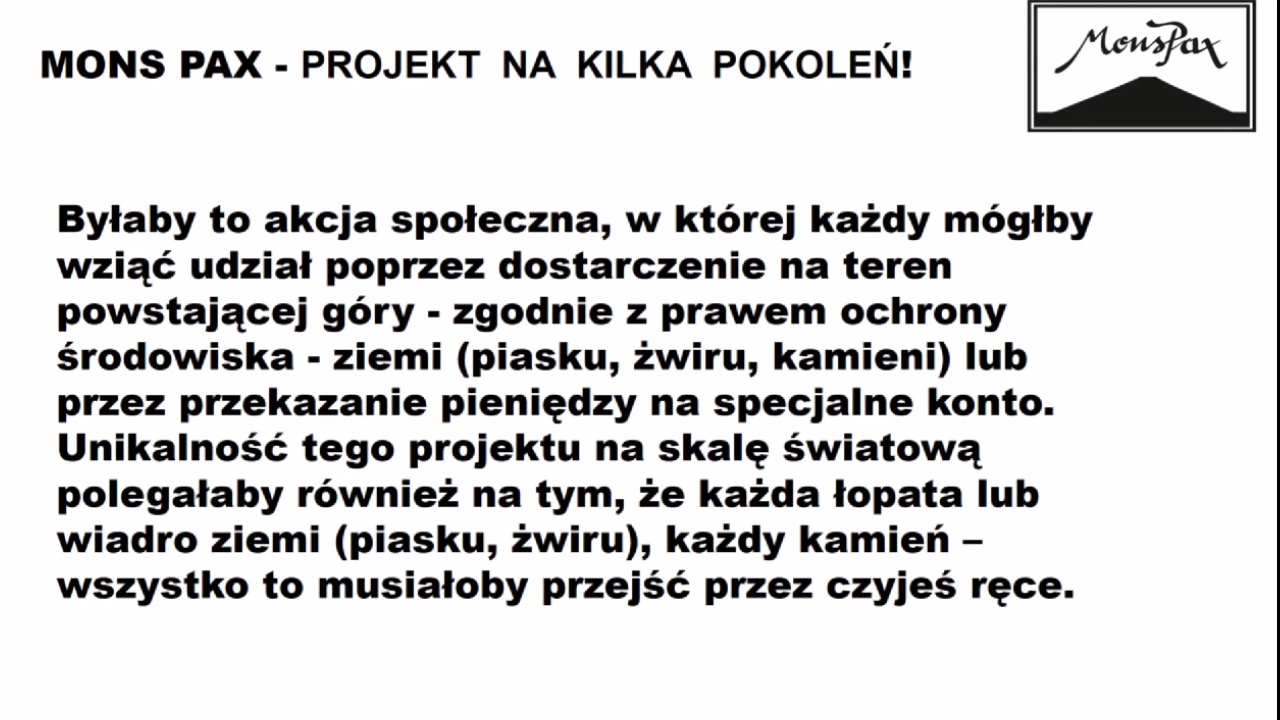 MONS PAX - PROJEKT NA KILKA POKOLEŃ!
MonsPax
Byłaby to akcja społeczna, w której każdy mógłby
wziąć udział poprzez dostarczenie na teren
powstającej góry - zgodnie z prawem ochrony
środowiska - ziemi (piasku, żwiru, kamieni) lub
przez przekazanie pieniędzy na specjalne konto.
Unikalność tego projektu na skalę światową
polegałaby również na tym, że każda łopata lub
wiadro ziemi (piasku, żwiru), każdy kamień –
wszystko to musiałoby przejść przez czyjeś ręce.